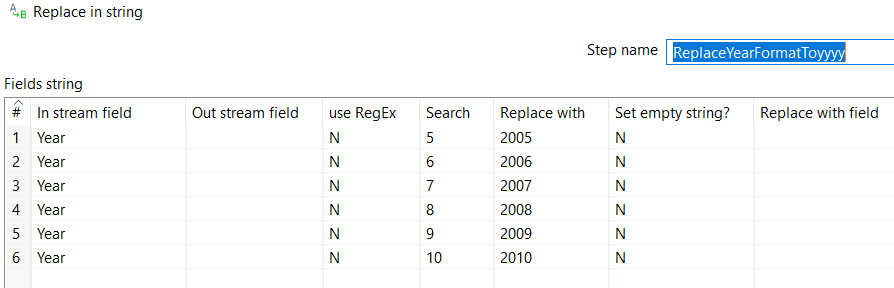 A B Replace in string
Step name ReplaceYearFormatToyyyy
Fields string
# In stream field Out stream field use RegEx Search Replace with Set empty string? Replace with field
1 Year N 5 2005 N
2 Year N 6 2006 N
3 Year N 7 2007 N
4 Year N 8 2008 N
5 Year N 9 2009 N
6 Year N 10 2010 N